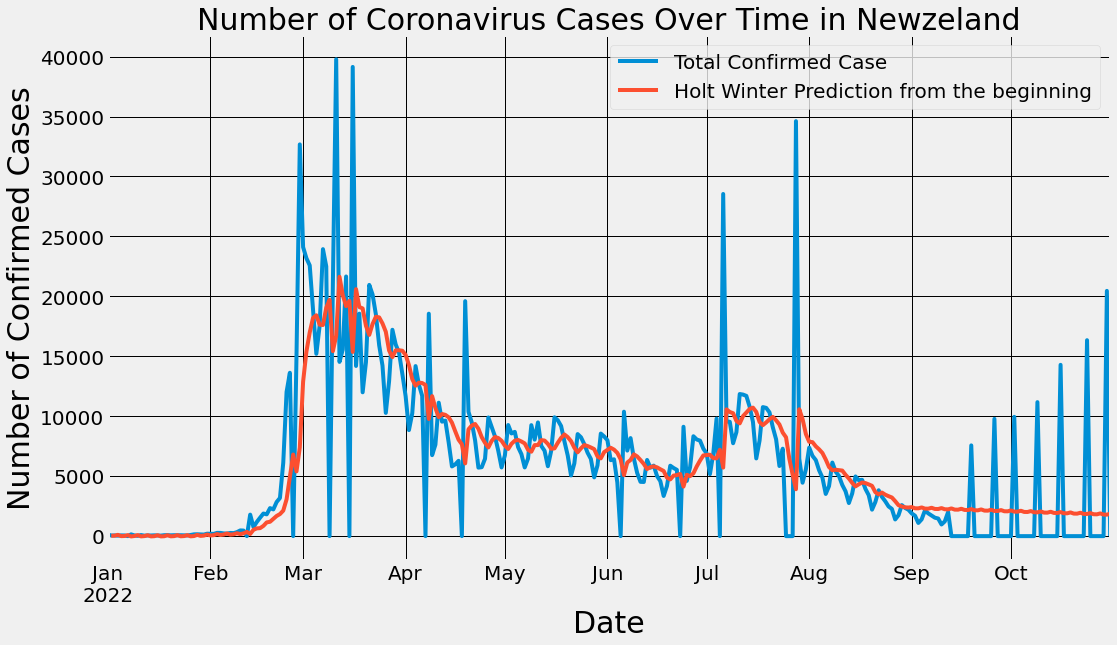 Number of Coronavirus Cases Over Time in Newzeland
Total Confirmed Case
Holt Winter Prediction from the beginning
Number of Confirmed Cases
40000
35000
30000
25000
20000
15000
10000
5000
0
Jan Feb Mar Apr May Jun Jul Aug Sep Oct
2022
Date